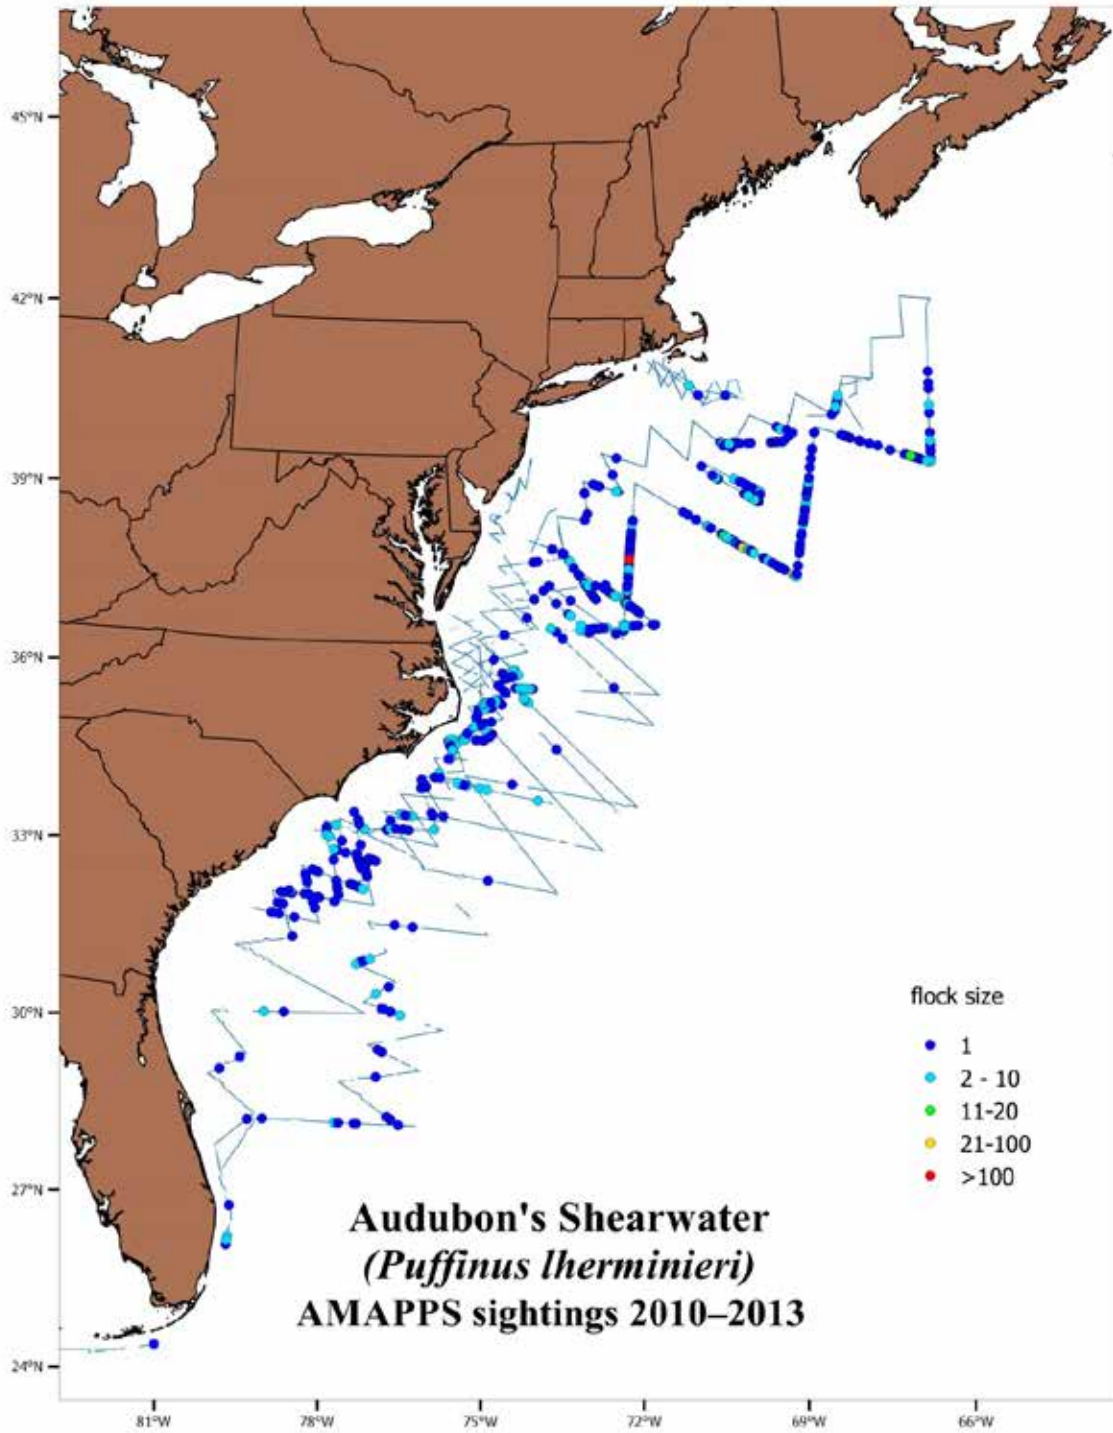 45°N
42°N
39°N
36°N
33°N
30°N
27°N
24°N
flock size
1
2 - 10
11-20
21-100
>100
Audubon's Shearwater
(Puffinus lherminieri)
AMAPPS sightings 2010–2013
81°W
78°W
75°W
72°W
69°W
66°W